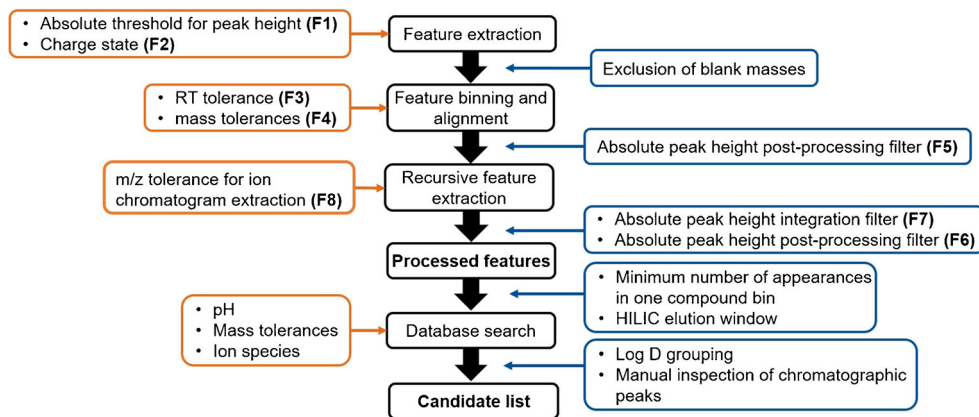 • Absolute threshold for peak height (F1)
• Charge state (F2)
Feature extraction
Exclusion of blank masses
• RT tolerance (F3)
• mass tolerances (F4)
Feature binning and
alignment
Absolute peak height post-processing filter (F5)
m/z tolerance for ion
chromatogram extraction (F8)
Recursive feature
extraction
• Absolute peak height integration filter (F7)
• Absolute peak height post-processing filter (F6)
Processed features
• Minimum number of appearances
in one compound bin
• HILIC elution window
• pH
• Mass tolerances
• Ion species
Database search
• Log D grouping
• Manual inspection of chromatographic
peaks
Candidate list